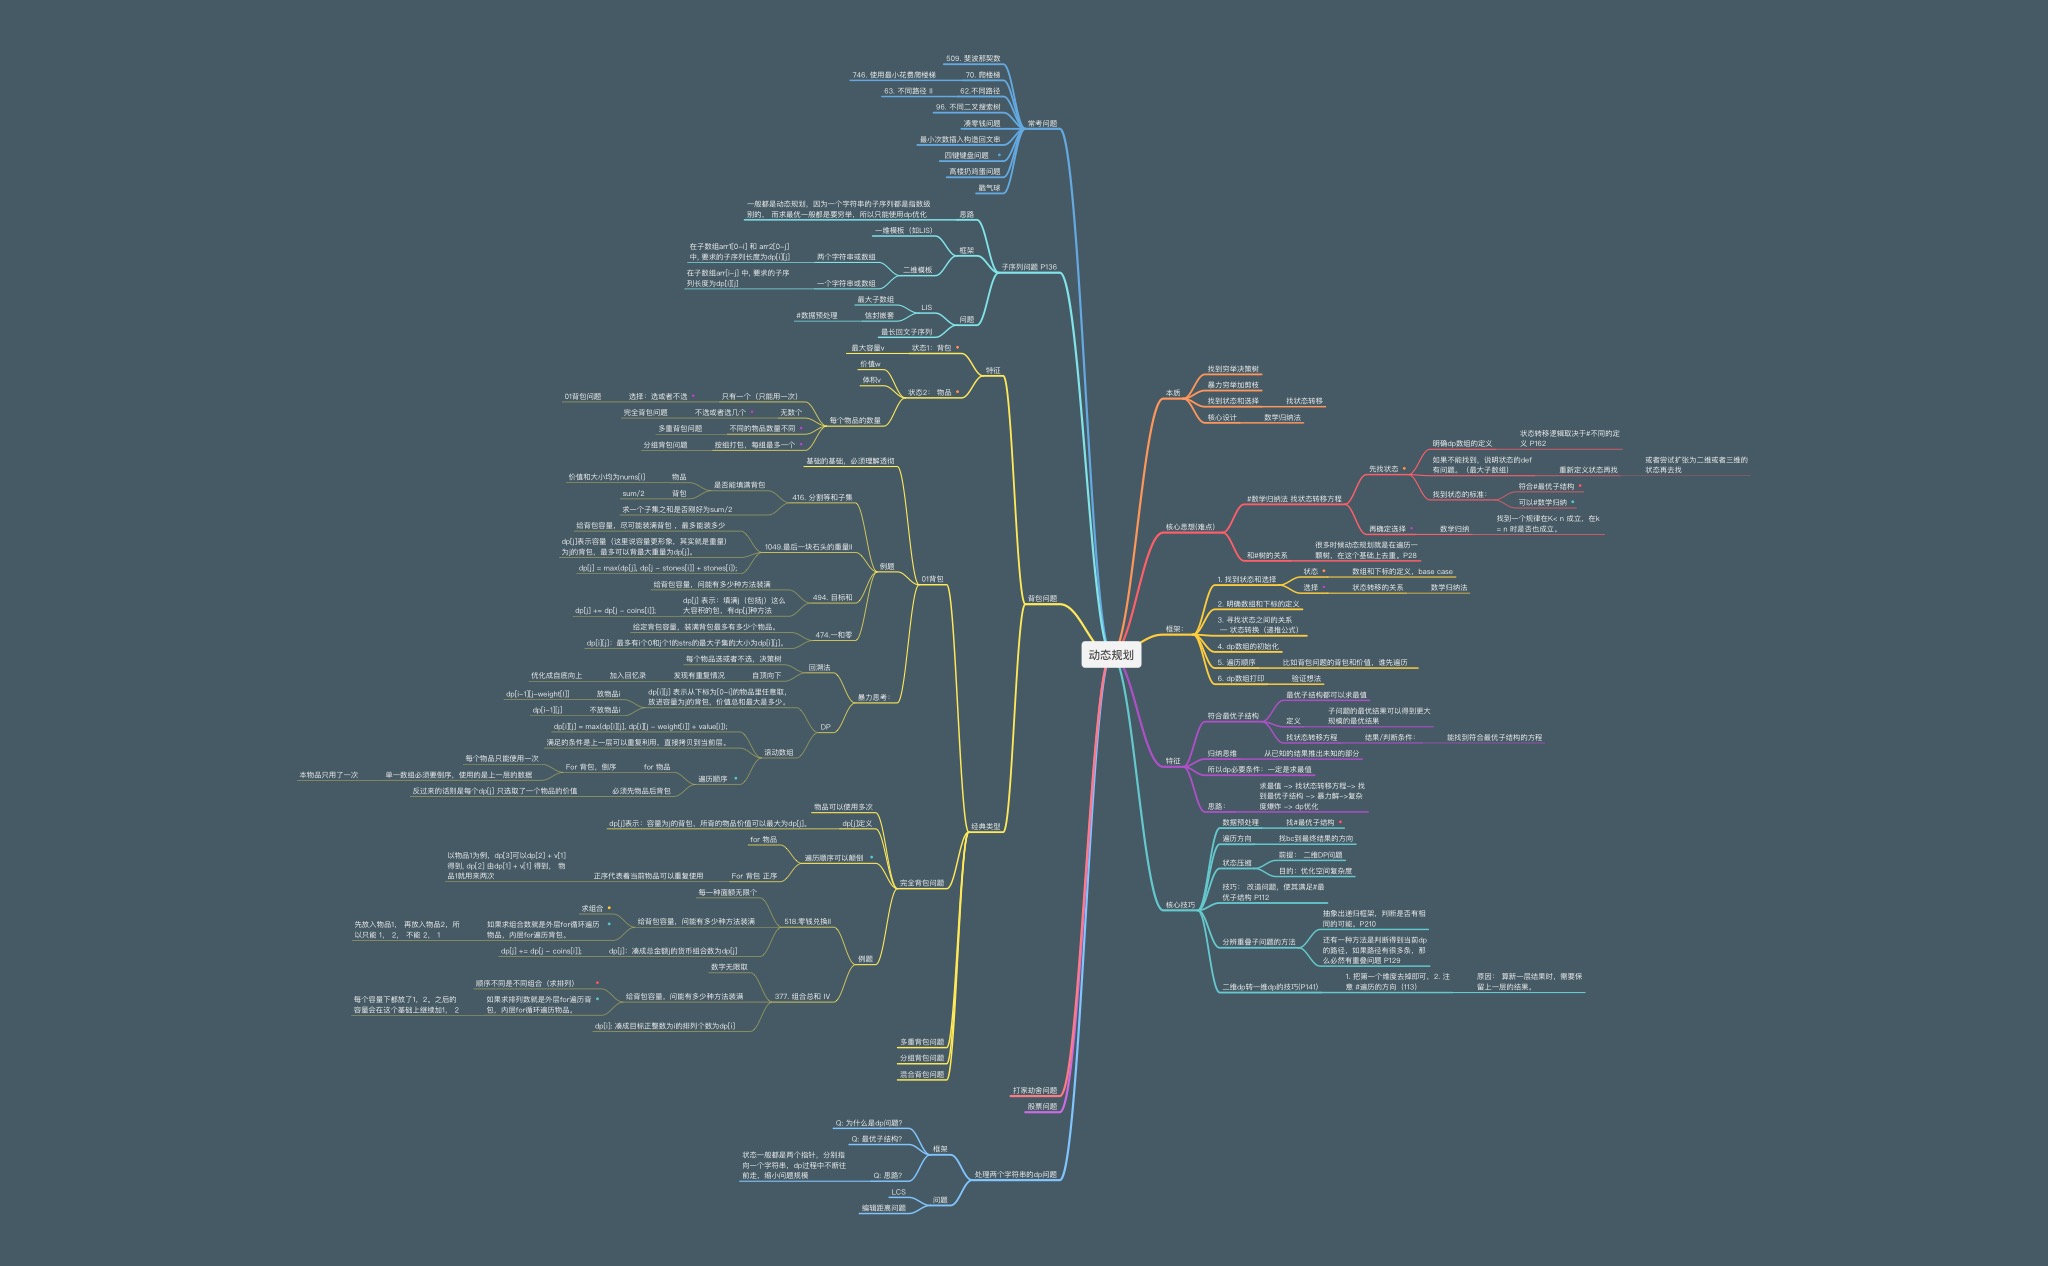 动态规划
常考问题
509. 斐波那契数
70. 爬楼梯
746. 使用最小花费爬楼梯
62.不同路径
63. 不同路径 II
96. 不同二叉搜索树
凑零钱问题
最小次数插入构造回文串
四键键盘问题
高楼扔鸡蛋问题
戳气球
子序列问题 P136
思路
一般都是动态规划，因为一个字符串的子序列都是指数级
别的， 而求最优一般都是要穷举，所以只能使用dp优化
框架
一维模板（如LIS）
二维模板
两个字符串或数组
在子数组arr1[0-i] 和 arr2[0-j]
中, 要求的子序列长度为dp[i][j]
一个字符串或数组
在子数组arr[i-j] 中, 要求的子序
列长度为dp[i][j]
问题
LIS
最大子数组
信封嵌套
#数据预处理
最长回文子序列
背包问题
特征
状态1：背包
最大容量v
状态2： 物品
价值w
体积v
每个物品的数量
只有一个（只能用一次）
选择：选或者不选
01背包问题
无数个
不选或者选几个
完全背包问题
不同的物品数量不同
多重背包问题
按组打包，每组最多一个
分组背包问题
经典类型
01背包
基础的基础，必须理解透彻
例题
416. 分割等和子集
是否能填满背包
物品
价值和大小均为nums[i]
背包
sum/2
求一个子集之和是否刚好为sum/2
1049.最后一块石头的重量II
给背包容量，尽可能装满背包 ，最多能装多少
dp[j]表示容量（这里说容量更形象，其实就是重量）
为j的背包，最多可以背最大重量为dp[j]。
dp[j] = max(dp[j], dp[j - stones[i]] + stones[i]);
494. 目标和
给背包容量，问能有多少种方法装满
dp[j] 表示：填满j（包括j）这么
大容积的包，有dp[j]种方法
dp[j] += dp[j - coins[i]];
474.一和零
给定背包容量，装满背包最多有多少个物品。
dp[i][j]：最多有i个0和j个1的strs的最大子集的大小为dp[i][j]。
暴力思考：
回溯法
每个物品选或者不选，决策树
自顶向下
发现有重复情况
加入回忆录
优化成自底向上
DP
dp[i][j] 表示从下标为[0-i]的物品里任意取,
放进容量为j的背包，价值总和最大是多少。
放物品i
dp[i-1][j-weight[i]]
不放物品i
dp[i-1][j]
滚动数组
dp[i][j] = max(dp[i][j], dp[i][j - weight[i]] + value[i]);
满足的条件是上一层可以重复利用，直接拷贝到当前层。
遍历顺序
for 物品
For 背包，倒序
每个物品只能使用一次
单一数组必须要倒序，使用的是上一层的数据
本物品只用了一次
必须先物品后背包
反过来的话则是每个dp[j] 只选取了一个物品的价值
完全背包问题
物品可以使用多次
dp[j]定义
dp[j]表示：容量为j的背包，所背的物品价值可以最大为dp[j]。
遍历顺序可以颠倒
for 物品
For 背包 正序
正序代表着当前物品可以重复使用
以物品1为例，dp[3]可以dp[2] + v[1]
得到, dp[2] 由dp[1] + v[1] 得到， 物
品1就用来两次
例题
518.零钱兑换II
每一种面额无限个
给背包容量，问能有多少种方法装满
求组合
如果求组合数就是外层for循环遍历
物品，内层for遍历背包。
先放入物品1， 再放入物品2，所
以只能 1， 2， 不能 2， 1
dp[j]：凑成总金额j的货币组合数为dp[j]
dp[j] += dp[j - coins[i]];
377. 组合总和 IV
数字无限取
给背包容量，问能有多少种方法装满
顺序不同是不同组合（求排列）
如果求排列数就是外层for遍历背
包，内层for循环遍历物品。
每个容量下都放了1，2。之后的
容量会在这个基础上继续加1， 2
dp[i]: 凑成目标正整数为i的排列个数为dp[i]
多重背包问题
分组背包问题
混合背包问题
打家劫舍问题
股票问题
处理两个字符串的dp问题
框架
Q: 为什么是dp问题?
Q: 最优子结构?
Q: 思路?
状态一般都是两个指针，分别指
向一个字符串，dp过程中不断往
前走，缩小问题规模
问题
LCS
编辑距离问题
本质
找到穷举决策树
暴力穷举加剪枝
找到状态和选择
找状态转移
核心设计
数学归纳法
核心思想(难点)
#数学归纳法 找状态转移方程
先找状态
明确dp数组的定义
状态转移逻辑取决于#不同的定
义 P162
如果不能找到，说明状态的def
有问题。（最大子数组）
重新定义状态再找
或者尝试扩张为二维或者三维的
状态再去找
找到状态的标准：
符合#最优子结构
可以#数学归纳
再确定选择
数学归纳
找到一个规律在K< n 成立，在k
= n 时是否也成立。
和#树的关系
很多时候动态规划就是在遍历一
颗树，在这个基础上去重。P28
框架：
1. 找到状态和选择
状态
数组和下标的定义，base case
选择
状态转移的关系
数学归纳法
2. 明确数组和下标的定义
3. 寻找状态之间的关系
— 状态转换（递推公式）
4. dp数组的初始化
5. 遍历顺序
比如背包问题的背包和价值，谁先遍历
6. dp数组打印
验证想法
特征
符合最优子结构
最优子结构都可以求最值
定义
子问题的最优结果可以得到更大
规模的最优结果
找状态转移方程
结果/判断条件：
能找到符合最优子结构的方程
归纳思维
从已知的结果推出未知的部分
所以dp必要条件：一定是求最值
思路：
求最值 -> 找状态转移方程-> 找
到最优子结构 -> 暴力解->复杂
度爆炸 -> dp优化
核心技巧
数据预处理
找#最优子结构
遍历方向
找bc到最终结果的方向
状态压缩
前提： 二维DP问题
目的：优化空间复杂度
技巧： 改造问题，使其满足#最
优子结构 P112
分辨重叠子问题的方法
抽象出递归框架，判断是否有相
同的可能。P210
还有一种方法是判断得到当前dp
的路径，如果路径有很多条，那
么必然有重叠问题 P129
二维dp转一维dp的技巧(P141)
1. 把第一个维度去掉即可，2. 注
意 #遍历的方向（113）
原因： 算新一层结果时，需要保
留上一层的结果。